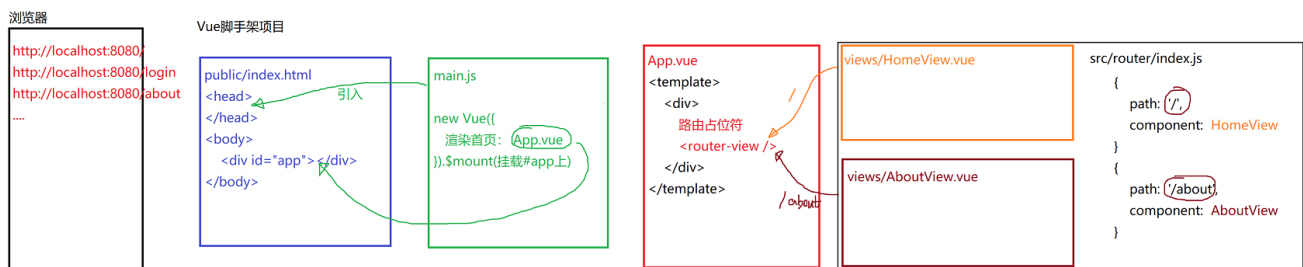 浏览器
http://localhost:8080/
http://localhost:8080/login
http://localhost:8080/about
....
Vue脚手架项目
public/index.html
<head>
</head>
<body>
<div id="app"></div>
</body>
引入
main.js
new Vue({
渲染首页： App.vue
}).$mount(挂载#app上)
App.vue
<template>
<div>
路由占位符
<router-view />
</div>
</template>
/
/about
views/HomeView.vue
views/AboutView.vue
src/router/index.js
{
path: '/',
component: HomeView
}
{
path: '/about',
component: AboutView
}